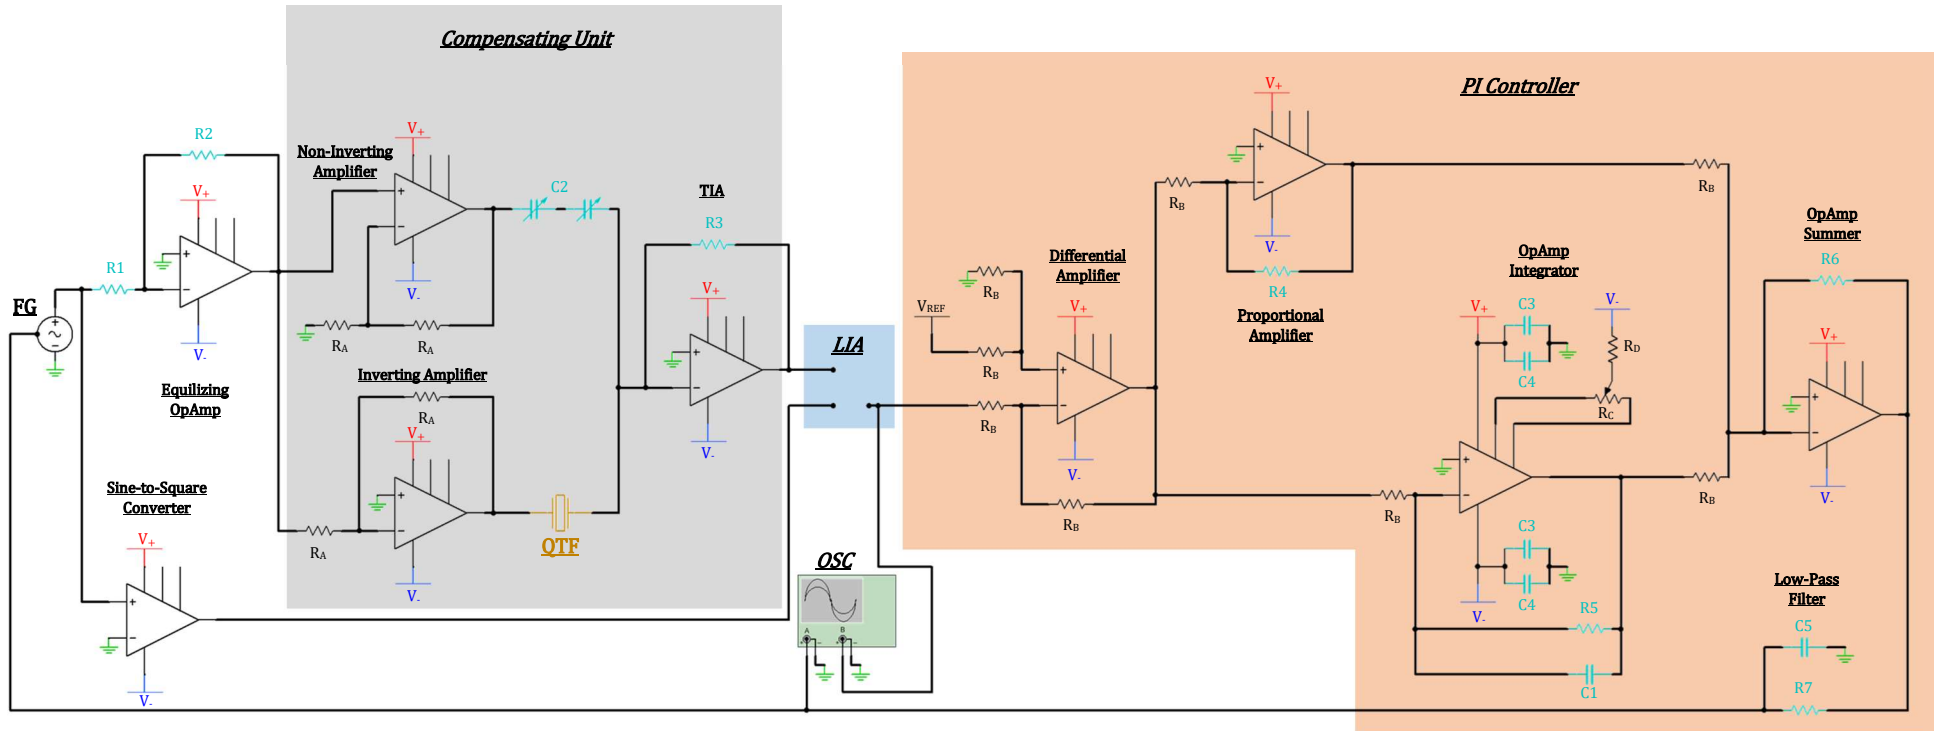 Compensating Unit
PI Controller
V+
R2
Non-Inverting
Amplifier
V+
C2
TIA
R3
V+
R1
FG
V-
Equilizing
OpAmp
V-
RA
RA
Inverting Amplifier
RA
V+
V+
V-
LIA
Sine-to-Square
Converter
V+
RA
QTF
V-
V-
OSC
A
B
VREF
RB
RB
RB
Differential
Amplifier
V+
V-
RB
RB
V+
V-
R4
Proportional
Amplifier
RB
OpAmp
Integrator
V+
C3
C4
V-
RD
RC
RB
C3
C4
V-
R5
C1
RB
OpAmp
Summer
R6
V+
V-
Low-Pass
Filter
C5
R7